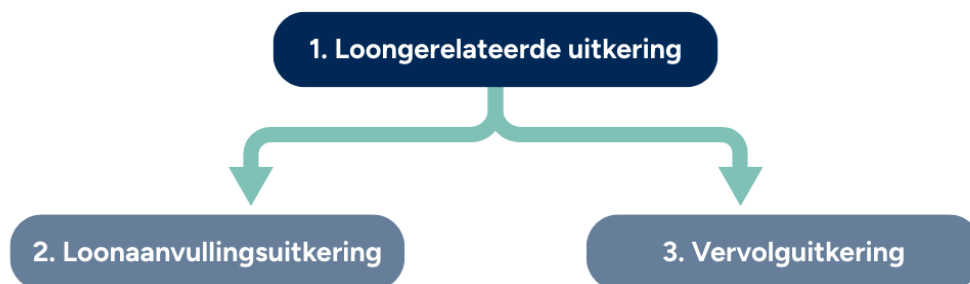 1. Loongerelateerde uitkering
2. Loonaanvullingsuitkering
3. Vervolguitkering